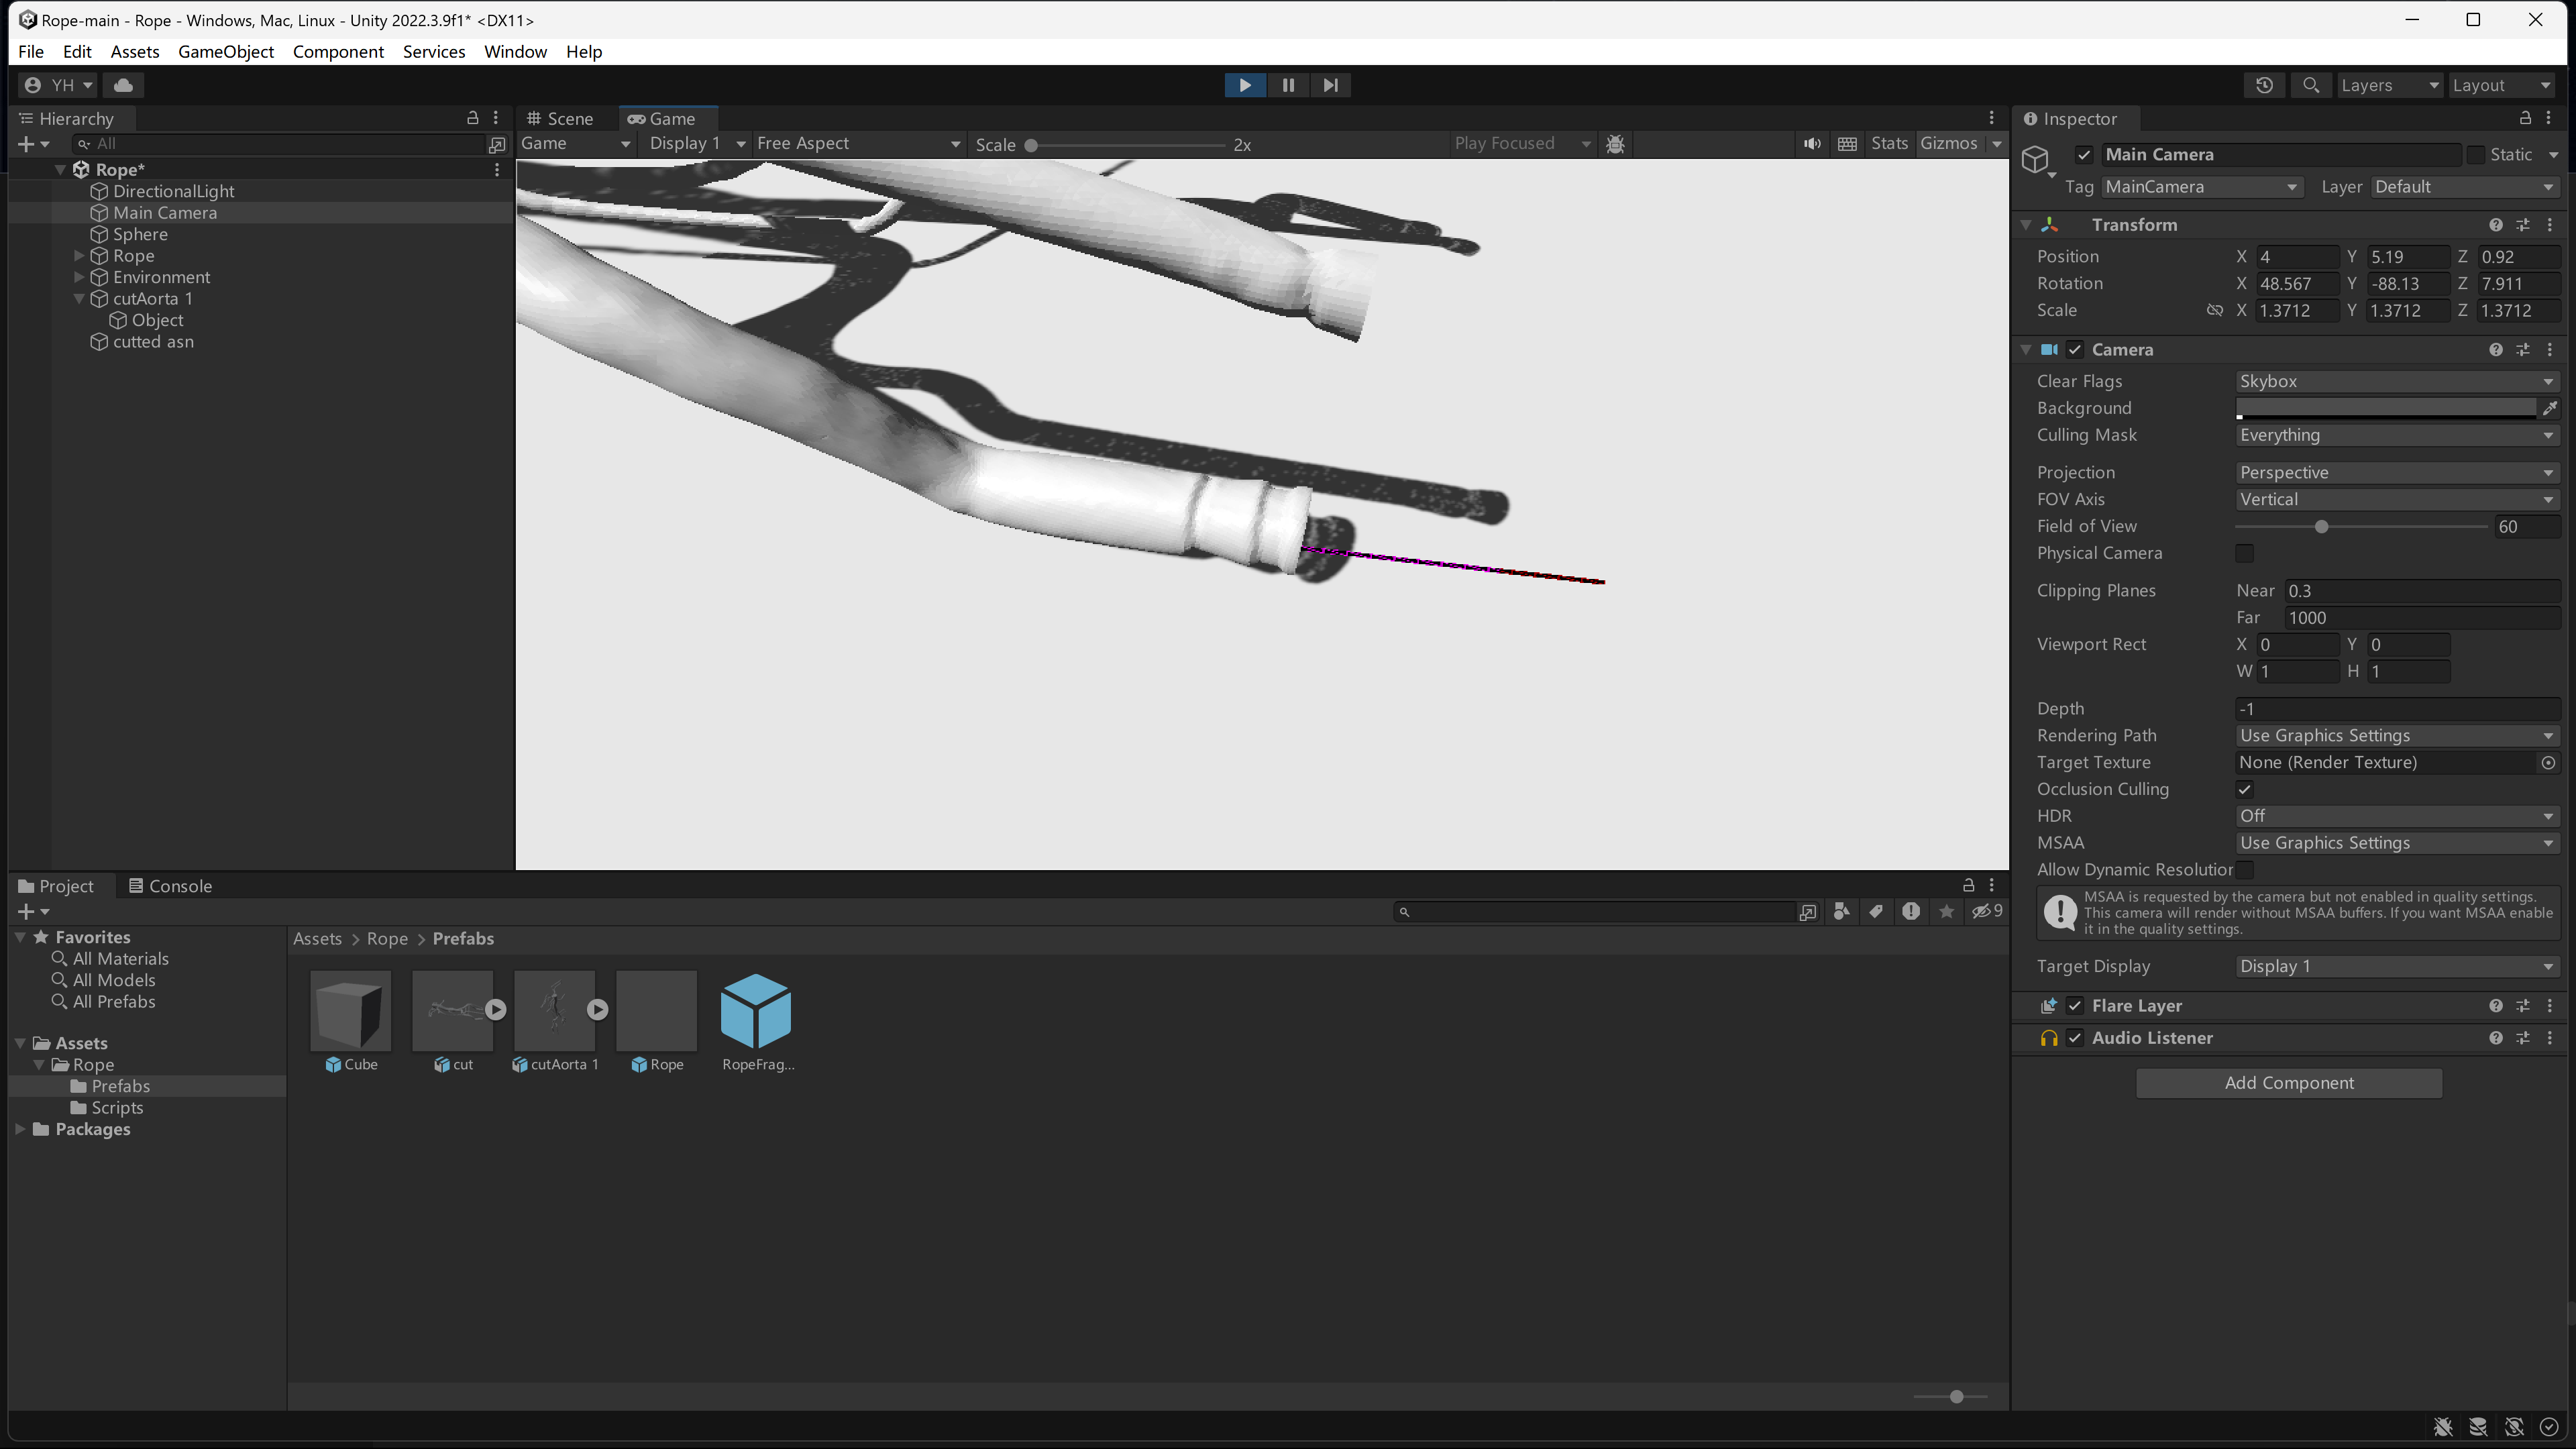 Rope-main - Rope - Windows, Mac, Linux - Unity 2022.3.9f1* <DX11>
File Edit Assets GameObject Component Services Window Help
YH
Layers
Layout
Hierarchy
All
Rope*
DirectionalLight
Main Camera
Sphere
Rope
Environment
cutAorta 1
Object
cutted asn
Scene
Game
Game
Display 1
Free Aspect
Scale
2x
Play Focused
Stats
Gizmos
Inspector
Main Camera
Static
Tag MainCamera Layer Default
Transform
Position X 4 Y 5.19 Z 0.92
Rotation X 48.567 Y -88.13 Z 7.911
Scale X 1.3712 Y 1.3712 Z 1.3712
Camera
Clear Flags Skybox
Background
Culling Mask Everything
Projection Perspective
FOV Axis Vertical
Field of View 60
Physical Camera
Clipping Planes Near 0.3
Far 1000
Viewport Rect X 0 Y 0
W 1 H 1
Depth -1
Rendering Path Use Graphics Settings
Target Texture None (Render Texture)
Occlusion Culling
HDR Off
MSAA Use Graphics Settings
Allow Dynamic Resolution
MSAA is requested by the camera but not enabled in quality settings.
This camera will render without MSAA buffers. If you want MSAA enable
it in the quality settings.
Target Display Display 1
Flare Layer
Audio Listener
Add Component
Project
Console
9
Favorites
All Materials
All Models
All Prefabs
Assets
Rope
Prefabs
Scripts
Packages
Assets > Rope > Prefabs
Cube
cut
cutAorta 1
Rope
RopeFrag...